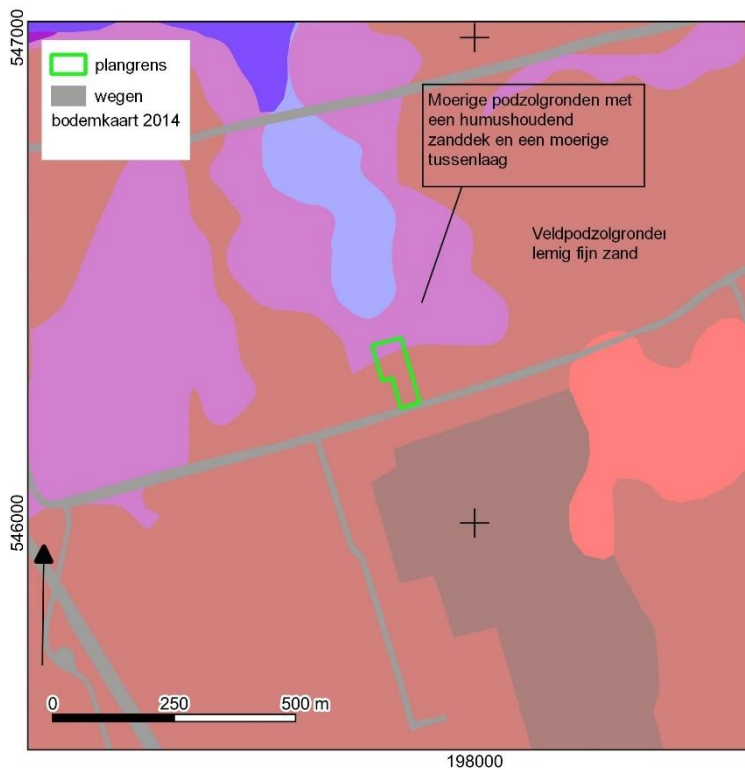 547000
plangrens
wegen
bodemkaart 2014
Moerige podzolgronden met
een humushoudend
zanddek en een moerige
tussenlaag
Veldpodzolgronden
lemig fijn zand
546000
0 250 500 m
198000